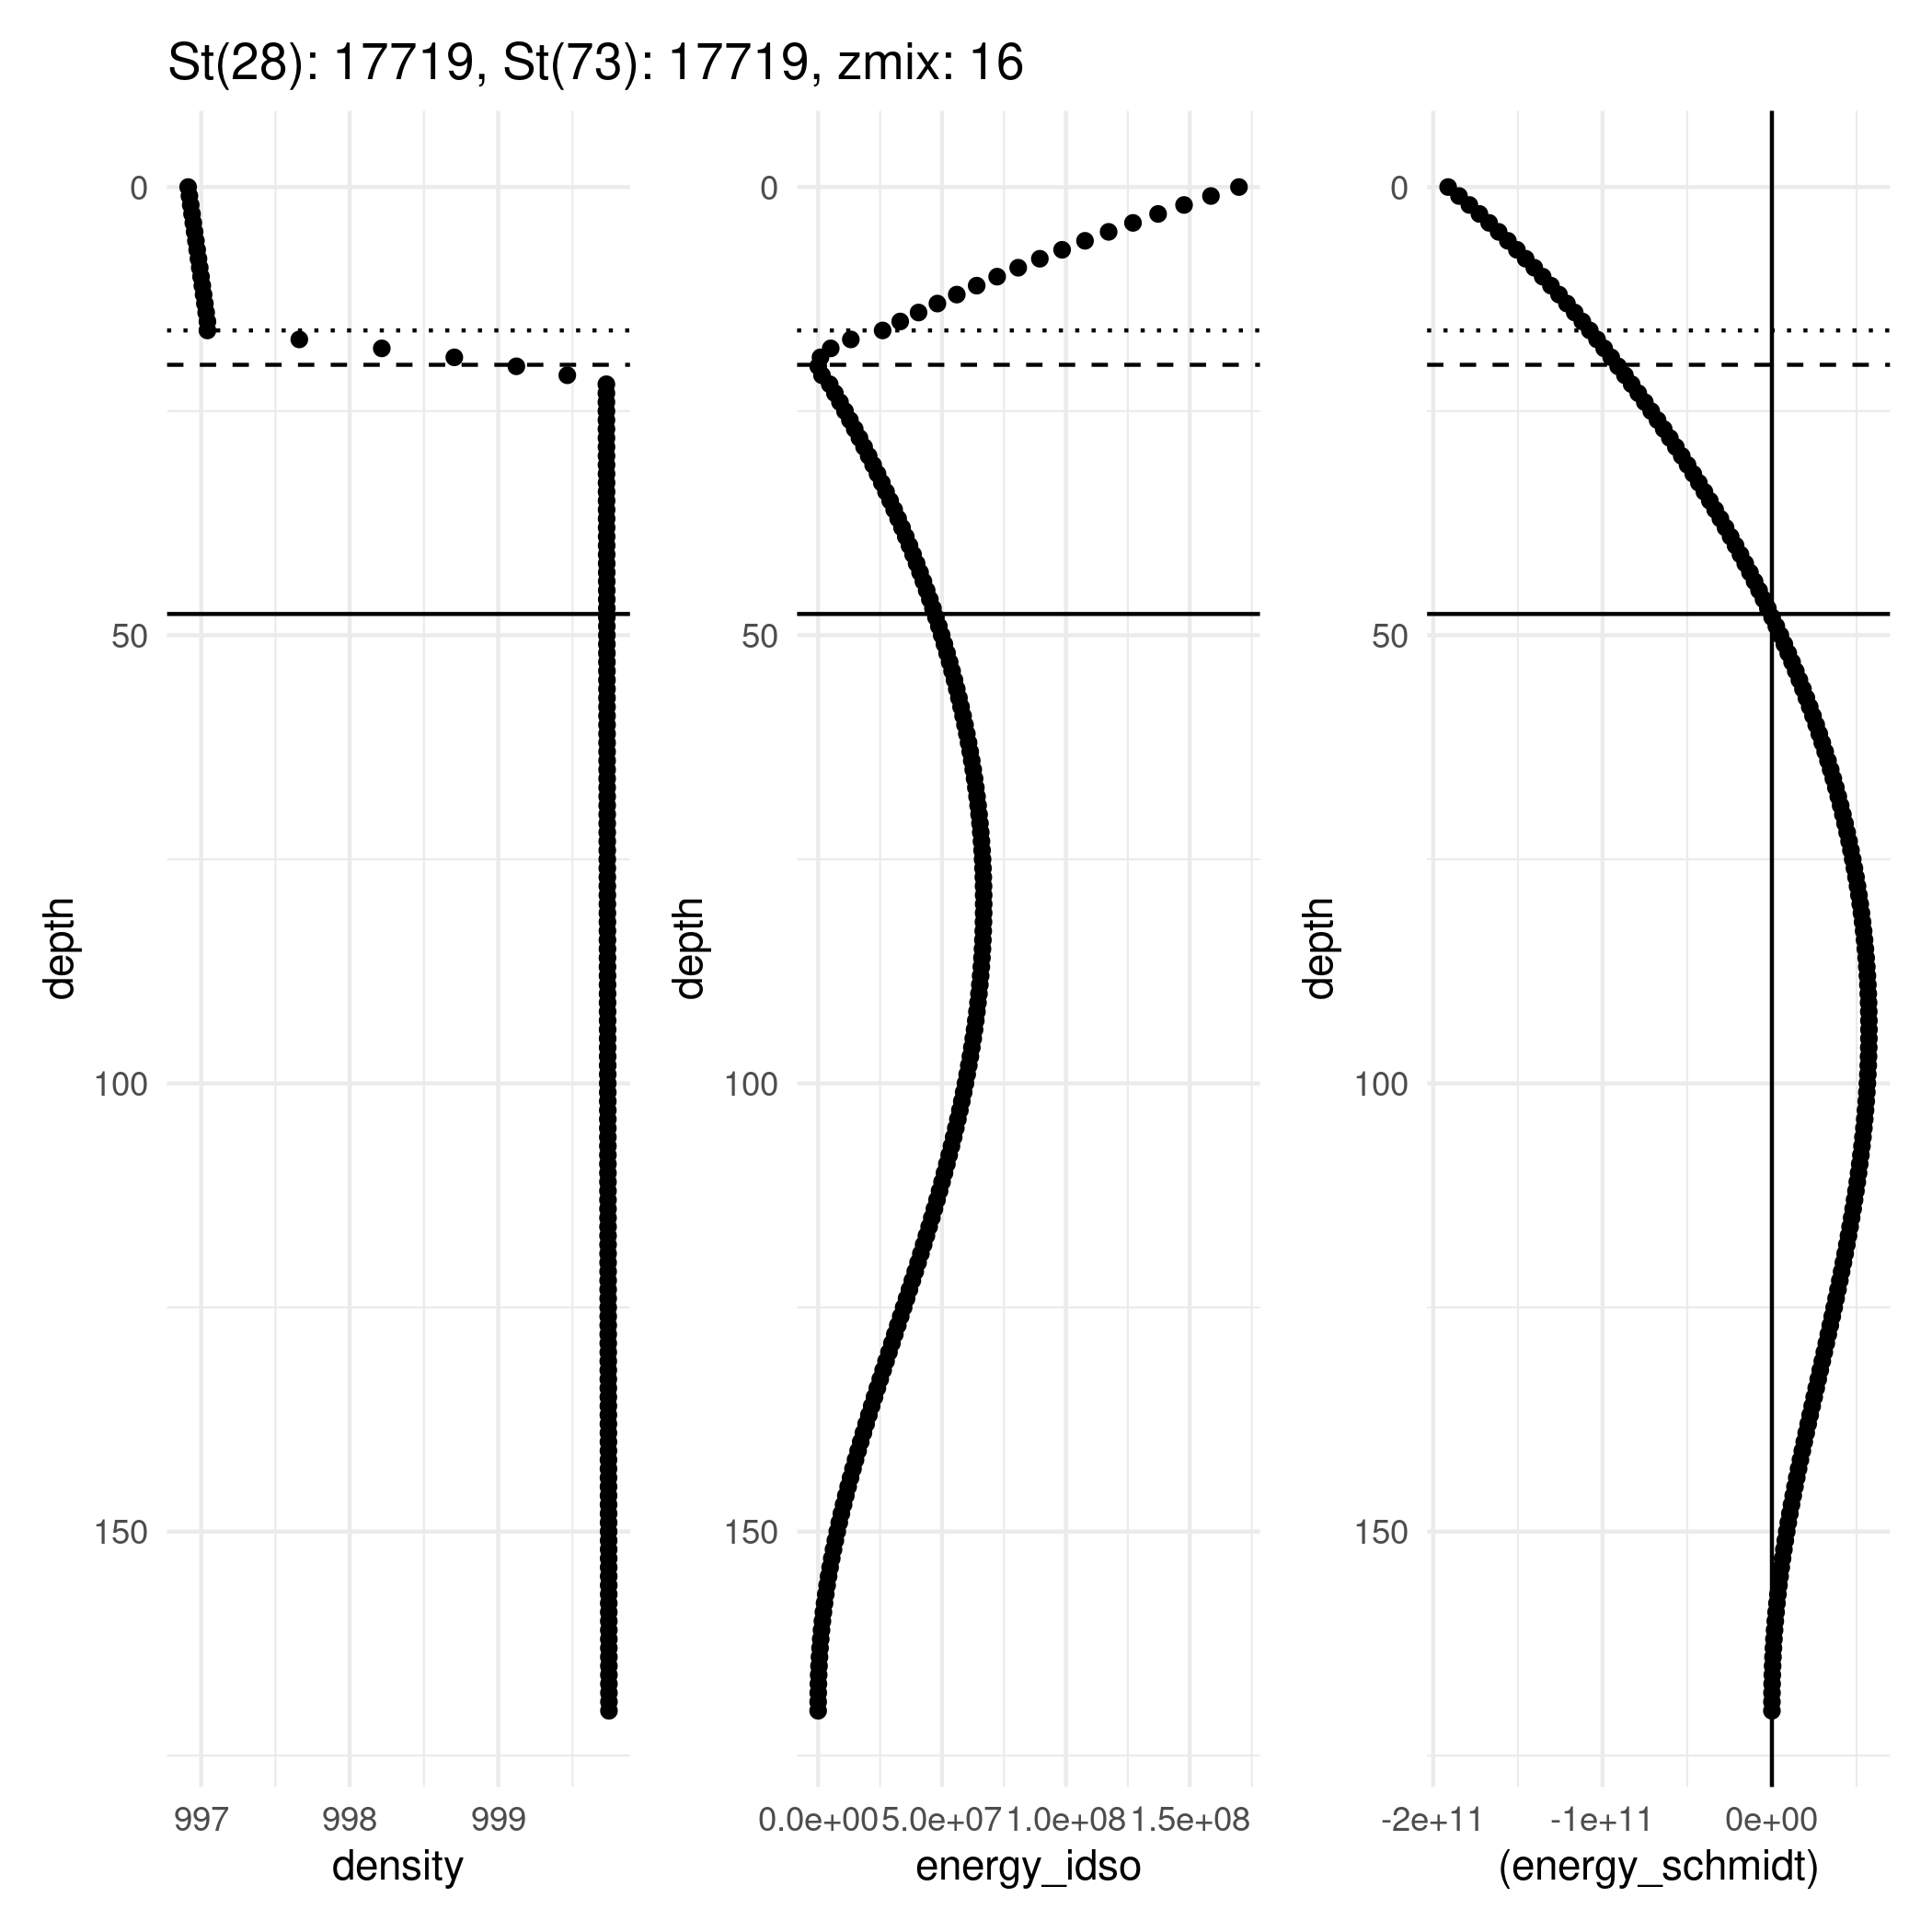 St(28): 17719, St(73): 17719, zmix: 16
0
50
100
150
depth
997 998 999
density
0
50
100
150
depth
0.0e+00 5.0e+07 1.0e+08 1.5e+08
energy_idso
0
50
100
150
depth
-2e+11 -1e+11 0e+00
(energy_schmidt)